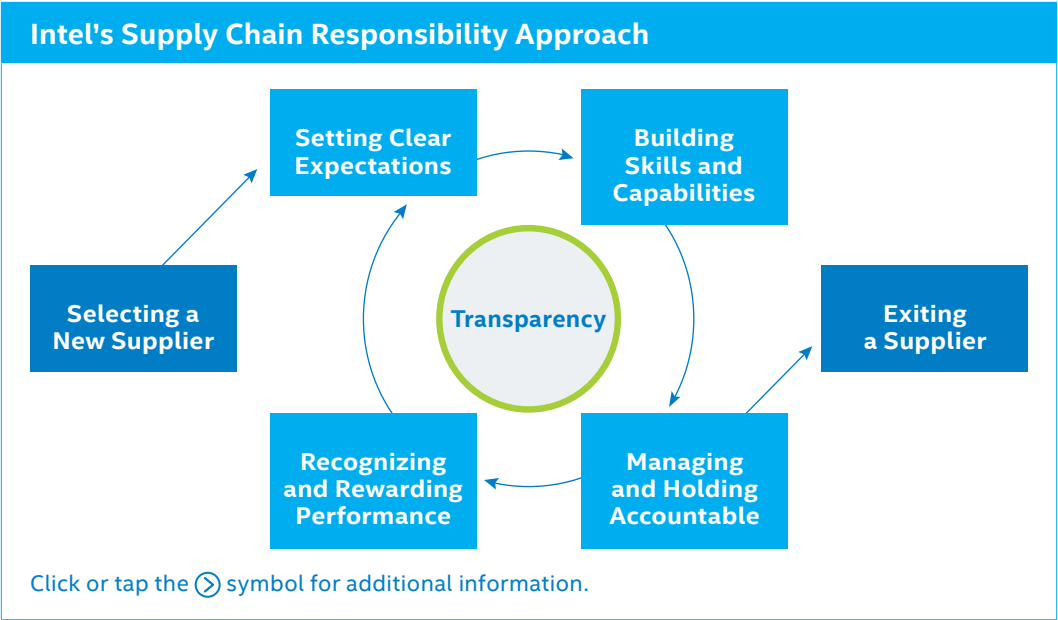 Intel’s Supply Chain Responsibility Approach
Setting Clear
Expectations
Building
Skills and
Capabilities
Selecting a
New Supplier
Transparency
Exiting
a Supplier
Recognizing
and Rewarding
Performance
Managing
and Holding
Accountable
Click or tap the symbol for additional information.